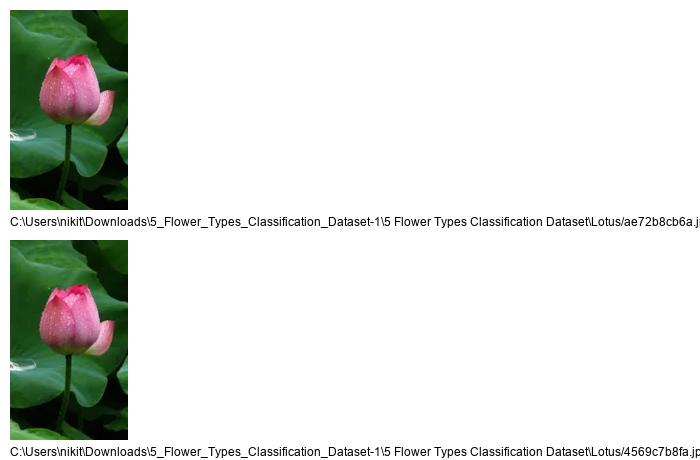 C:\Users\nikit\Downloads\5_Flower_Types_Classification_Dataset-1\5 Flower Types Classification Dataset\Lotus/ae72b8cb6a.j
C:\Users\nikit\Downloads\5_Flower_Types_Classification_Dataset-1\5 Flower Types Classification Dataset\Lotus/4569c7b8fa.jp